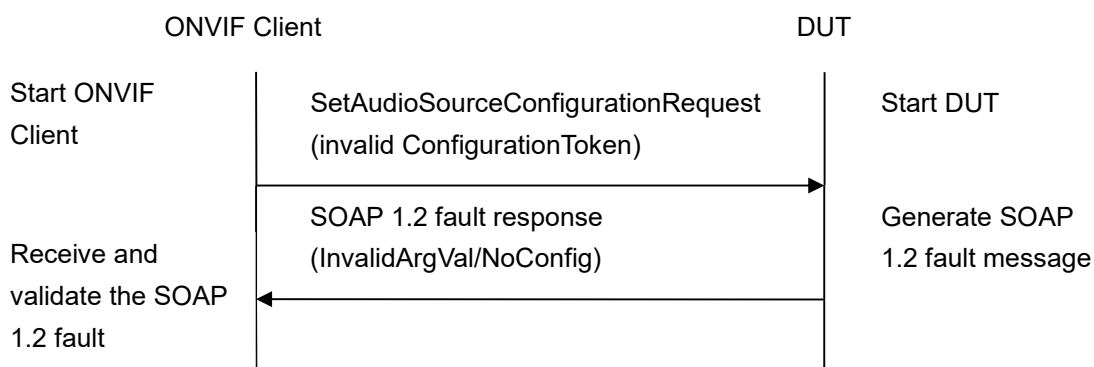 ONVIF Client
DUT
Start ONVIF
Client
SetAudioSourceConfigurationRequest
(invalid ConfigurationToken)
Start DUT
SOAP 1.2 fault response
(InvalidArgVal/NoConfig)
Generate SOAP
1.2 fault message
Receive and
validate the SOAP
1.2 fault